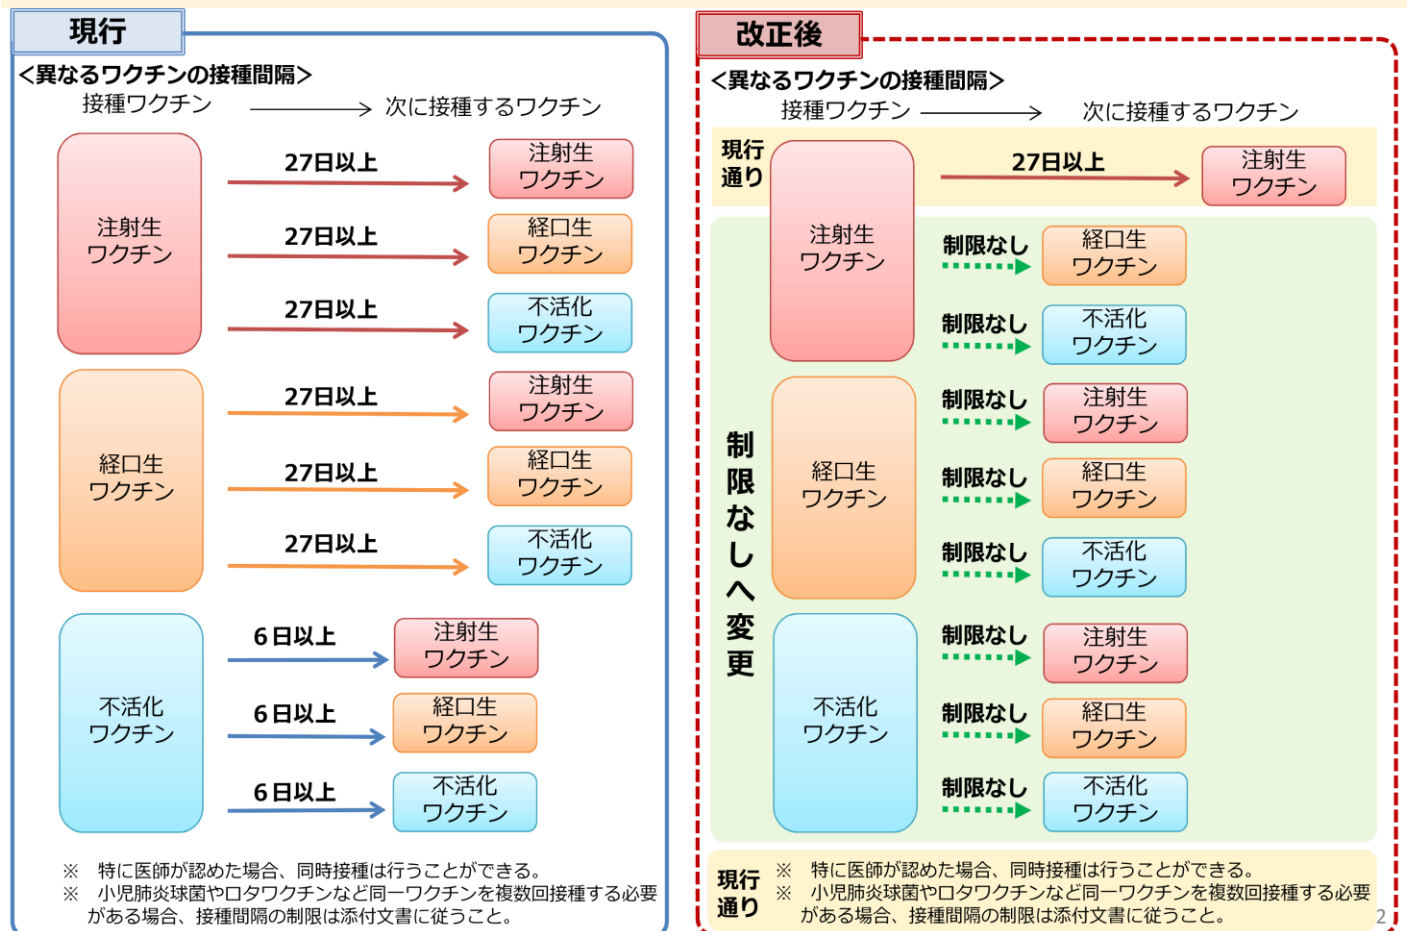 現行
<異なるワクチンの接種間隔>
接種ワクチン
次に接種するワクチン
注射生
ワクチン
27日以上
注射生
ワクチン
27日以上
経口生
ワクチン
27日以上
不活化
ワクチン
経口生
ワクチン
27日以上
注射生
ワクチン
27日以上
経口生
ワクチン
27日以上
不活化
ワクチン
不活化
ワクチン
6日以上
注射生
ワクチン
6日以上
経口生
ワクチン
6日以上
不活化
ワクチン
※ 特に医師が認めた場合、同時接種は行うことができる。
※ 小児肺炎球菌やロタワクチンなど同一ワクチンを複数回接種する必要
がある場合、接種間隔の制限は添付文書に従うこと。
改正後
<異なるワクチンの接種間隔>
接種ワクチン
次に接種するワクチン
現行
通り
注射生
ワクチン
27日以上
注射生
ワクチン
制限なしへ変更
制限なし
経口生
ワクチン
制限なし
不活化
ワクチン
経口生
ワクチン
制限なし
注射生
ワクチン
制限なし
経口生
ワクチン
制限なし
不活化
ワクチン
不活化
ワクチン
制限なし
注射生
ワクチン
制限なし
経口生
ワクチン
制限なし
不活化
ワクチン
現行
通り
※ 特に医師が認めた場合、同時接種は行うことができる。
※ 小児肺炎球菌やロタワクチンなど同一ワクチンを複数回接種する必要
がある場合、接種間隔の制限は添付文書に従うこと。
2